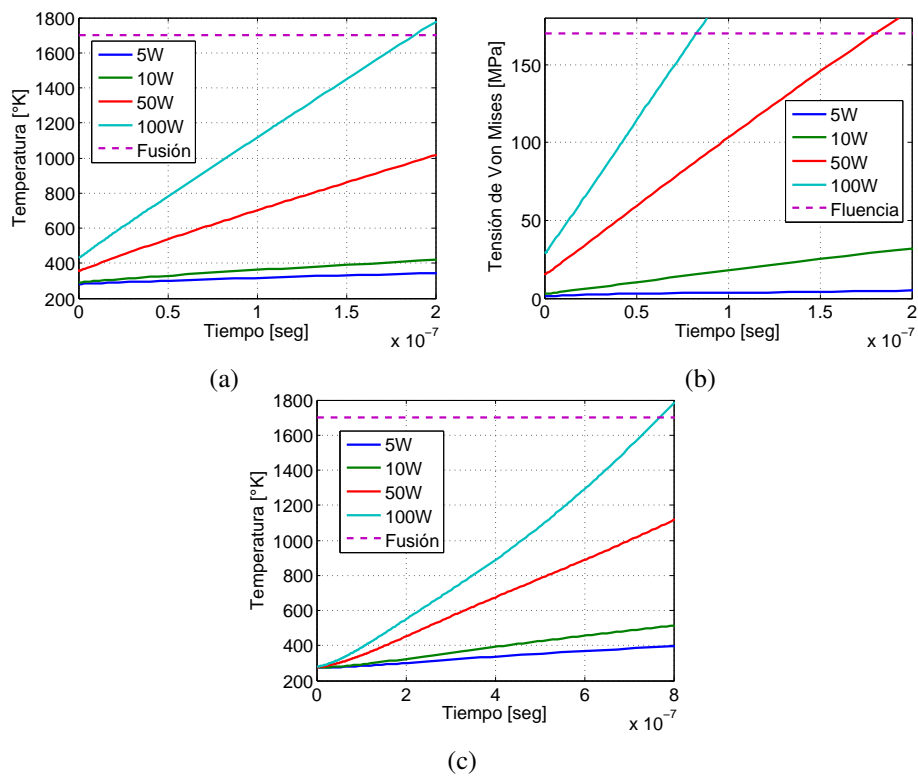 1800
1600
1400
1200
1000
800
600
400
200
Temperatura [°K]
5W
10W
50W
100W
Fusión
0 0.5 1 1.5 2
Tiempo [seg]
x 10⁻⁷
(a)
150
100
50
0
Tensión de Von Mises [MPa]
5W
10W
50W
100W
Fluencia
0 0.5 1 1.5 2
Tiempo [seg]
x 10⁻⁷
(b)
1800
1600
1400
1200
1000
800
600
400
200
Temperatura [°K]
5W
10W
50W
100W
Fusión
0 2 4 6 8
Tiempo [seg]
x 10⁻⁷
(c)